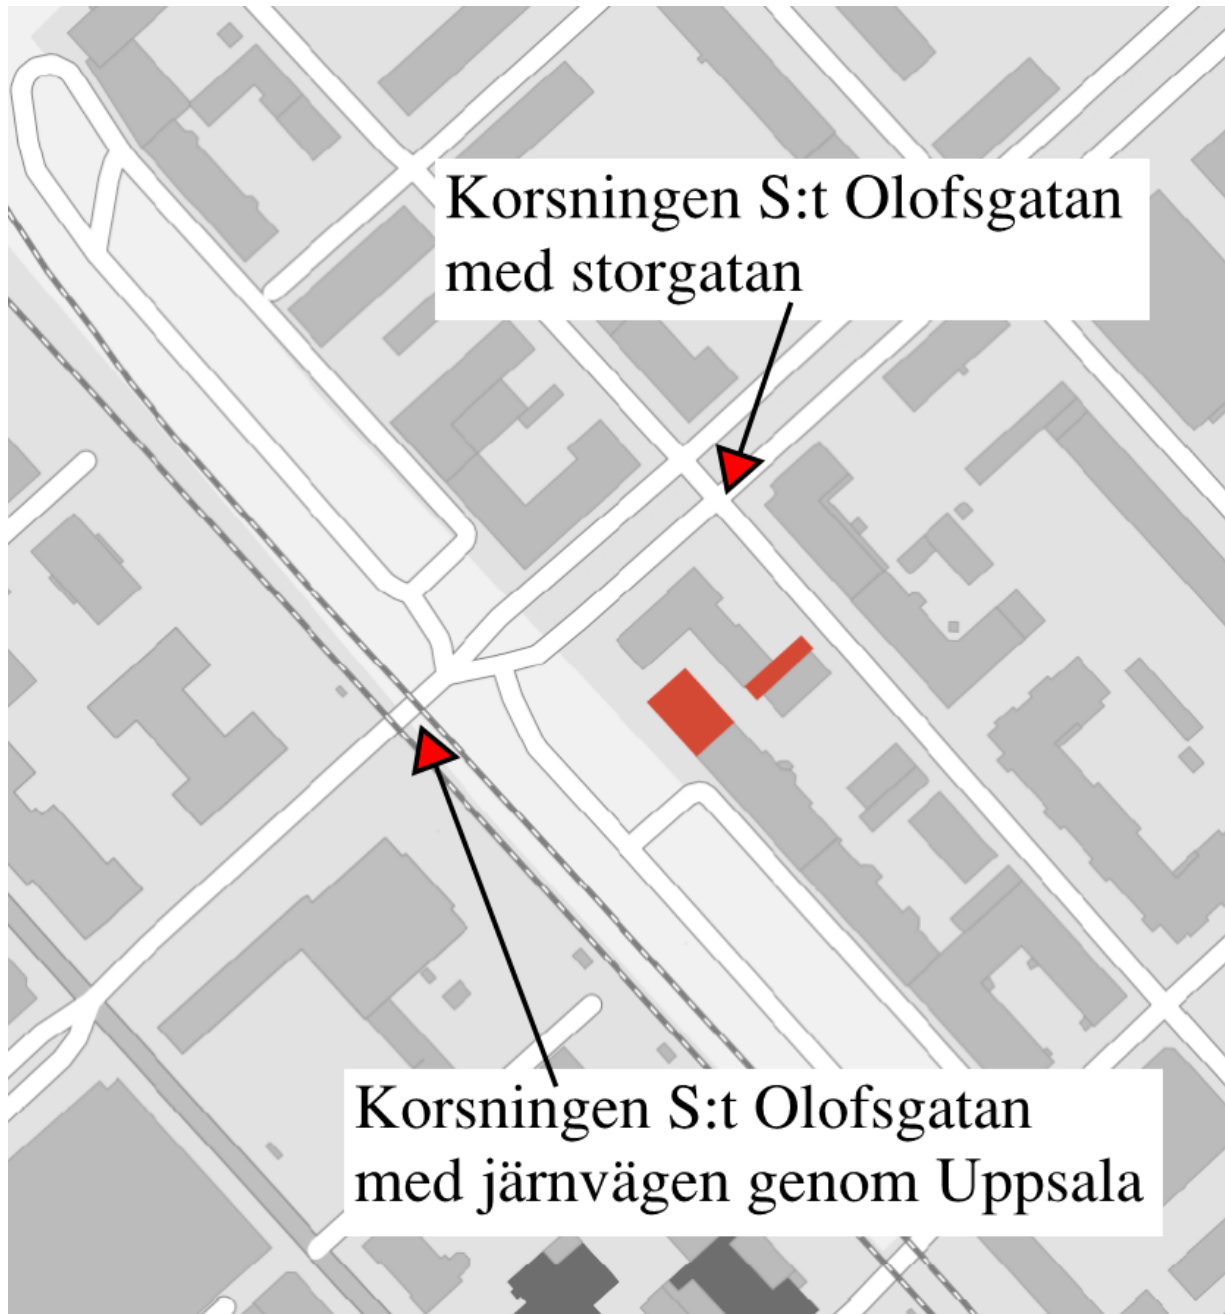 Korsningen S:t Olofsgatan
med storgatan
Korsningen S:t Olofsgatan
med järnvägen genom Uppsala